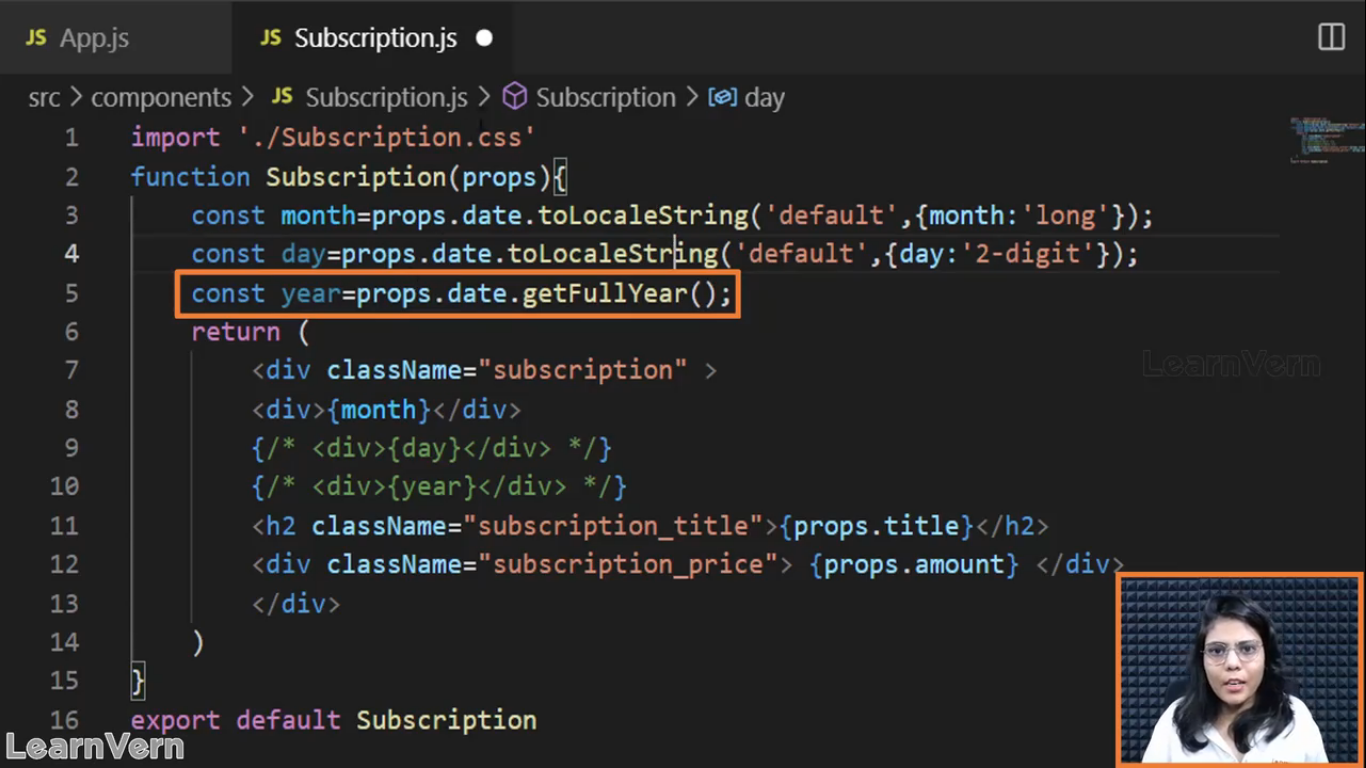 JS App.js
JS Subscription.js
src > components > JS Subscription.js > Subscription > day
1 import './Subscription.css'
2 function Subscription(props){
3 const month=props.date.toLocaleString('default',{month:'long'});
4 const day=props.date.toLocaleString('default',{day:'2-digit'});
5 const year=props.date.getFullYear();
6 return (
7 <div className="subscription" >
LearnVern
8 <div>{month}</div>
9 {/* <div>{day}</div> */}
10 {/* <div>{year}</div> */}
11 <h2 className="subscription_title">{props.title}</h2>
12 <div className="subscription_price"> {props.amount} </div>
13 </div>
14 )
15 }
16 export default Subscription
LearnVern